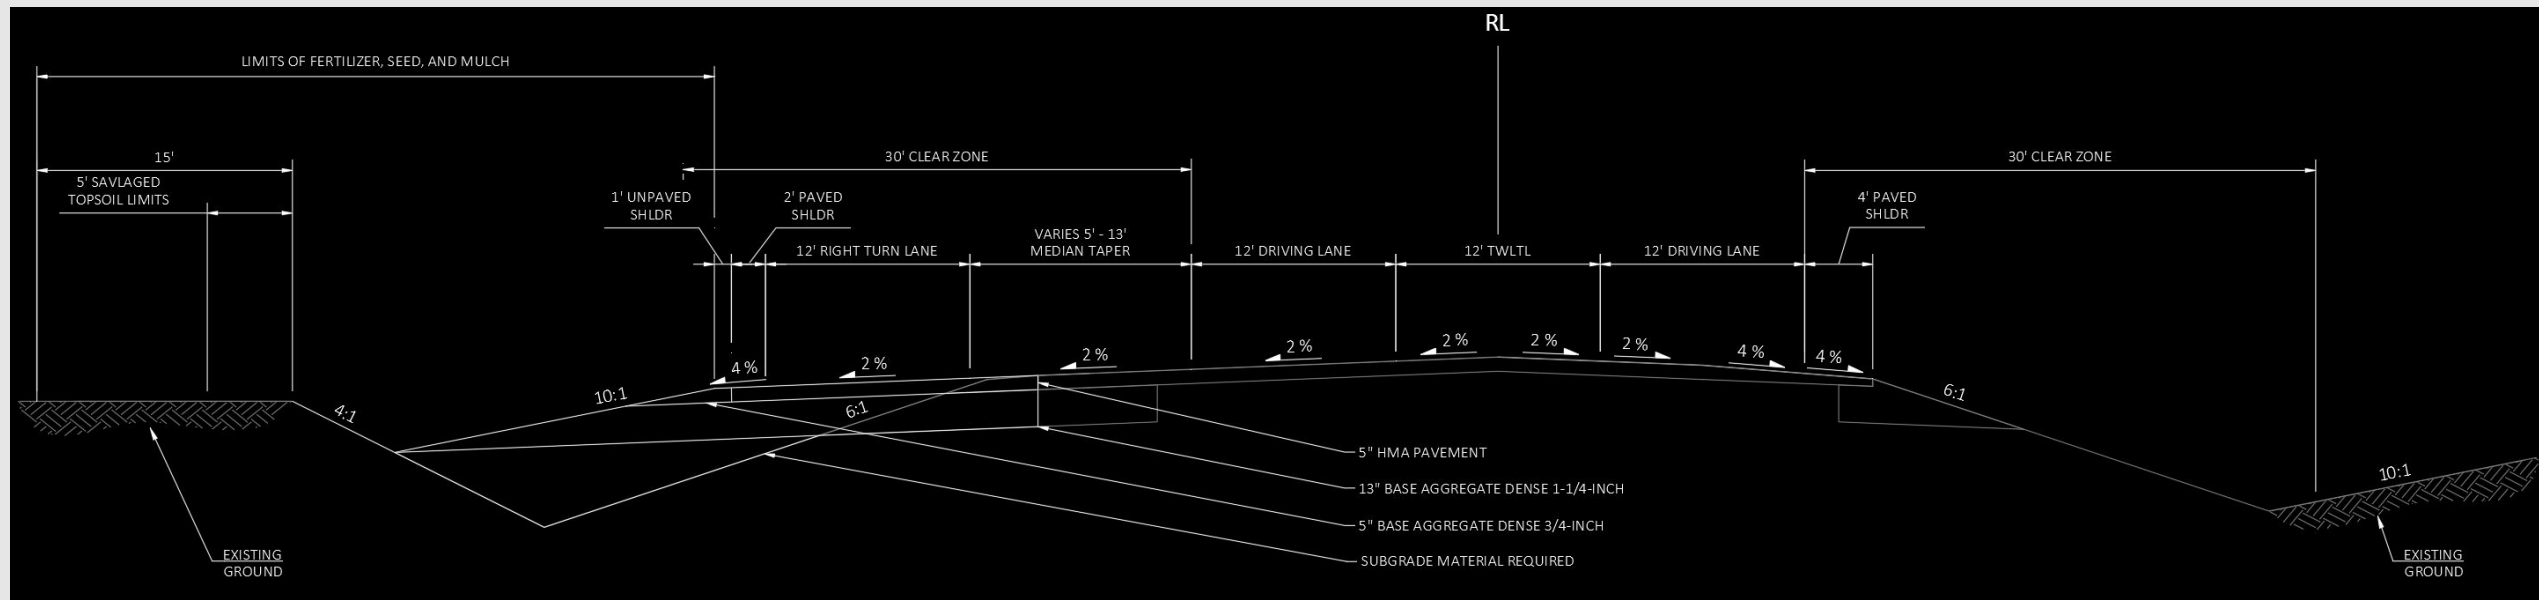 RL
LIMITS OF FERTILIZER, SEED, AND MULCH
15'
30' CLEAR ZONE
30' CLEAR ZONE
5' SAVLAGED
TOPSOIL LIMITS
1' UNPAVED
SHLDR
2' PAVED
SHLDR
4' PAVED
SHLDR
12' RIGHT TURN LANE
VARIES 5' - 13'
MEDIAN TAPER
12' DRIVING LANE
12' TWLTL
12' DRIVING LANE
4 %
2 %
2 %
2 %
2 %
2 %
2 %
4 %
4 %
10:1
4:1
6:1
6:1
10:1
5" HMA PAVEMENT
13" BASE AGGREGATE DENSE 1-1/4-INCH
5" BASE AGGREGATE DENSE 3/4-INCH
SUBGRADE MATERIAL REQUIRED
EXISTING
GROUND
EXISTING
GROUND